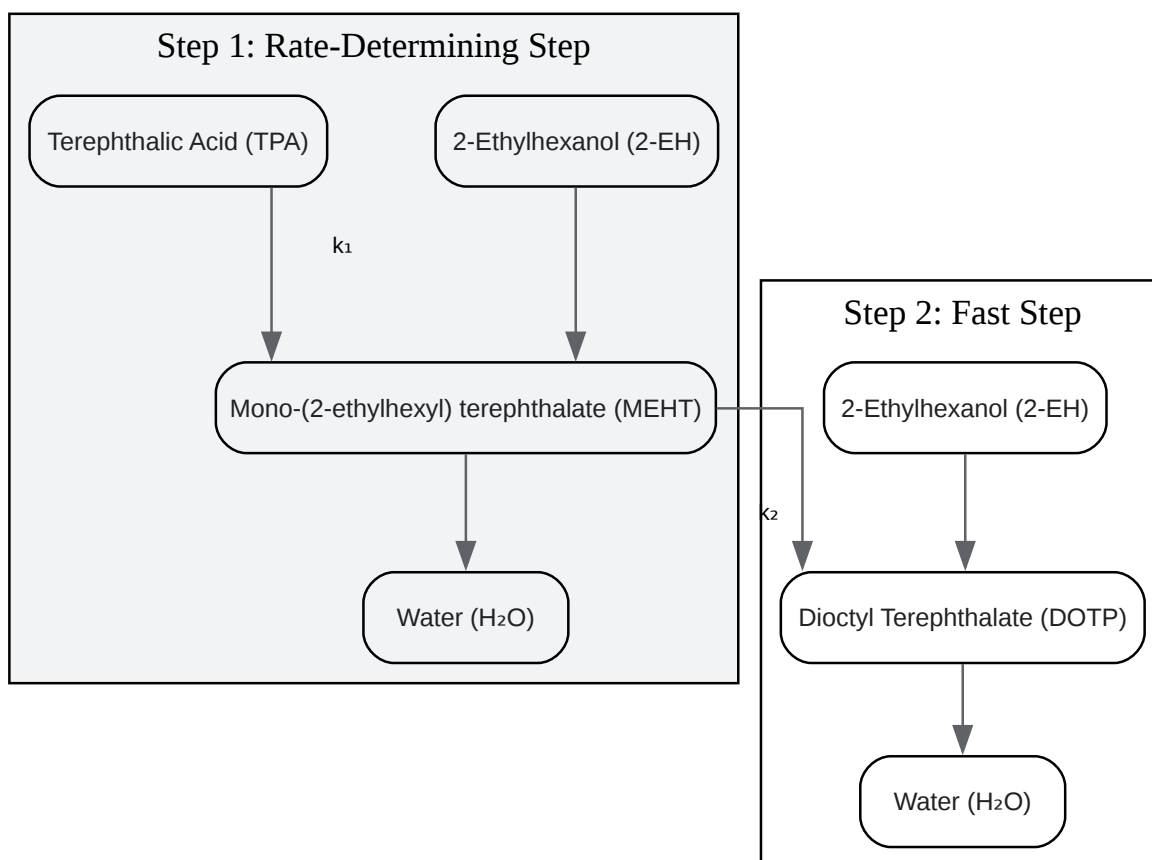 Step 1: Rate-Determining Step
Terephthalic Acid (TPA)
2-Ethylhexanol (2-EH)
k₁
Mono-(2-ethylhexyl) terephthalate (MEHT)
Water (H₂O)
Step 2: Fast Step
2-Ethylhexanol (2-EH)
k₂
Dioctyl Terephthalate (DOTP)
Water (H₂O)